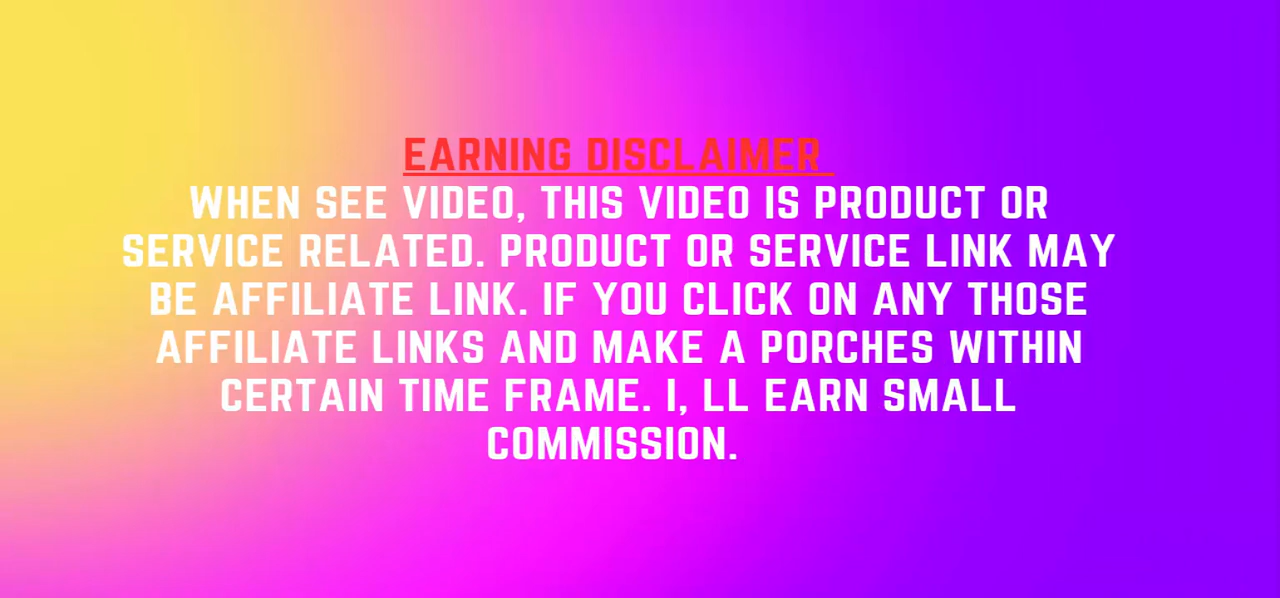 EARNING DISCLAIMER
WHEN SEE VIDEO, THIS VIDEO IS PRODUCT OR
SERVICE RELATED. PRODUCT OR SERVICE LINK MAY
BE AFFILIATE LINK. IF YOU CLICK ON ANY THOSE
AFFILIATE LINKS AND MAKE A PORCHES WITHIN
CERTAIN TIME FRAME. I, LL EARN SMALL
COMMISSION.